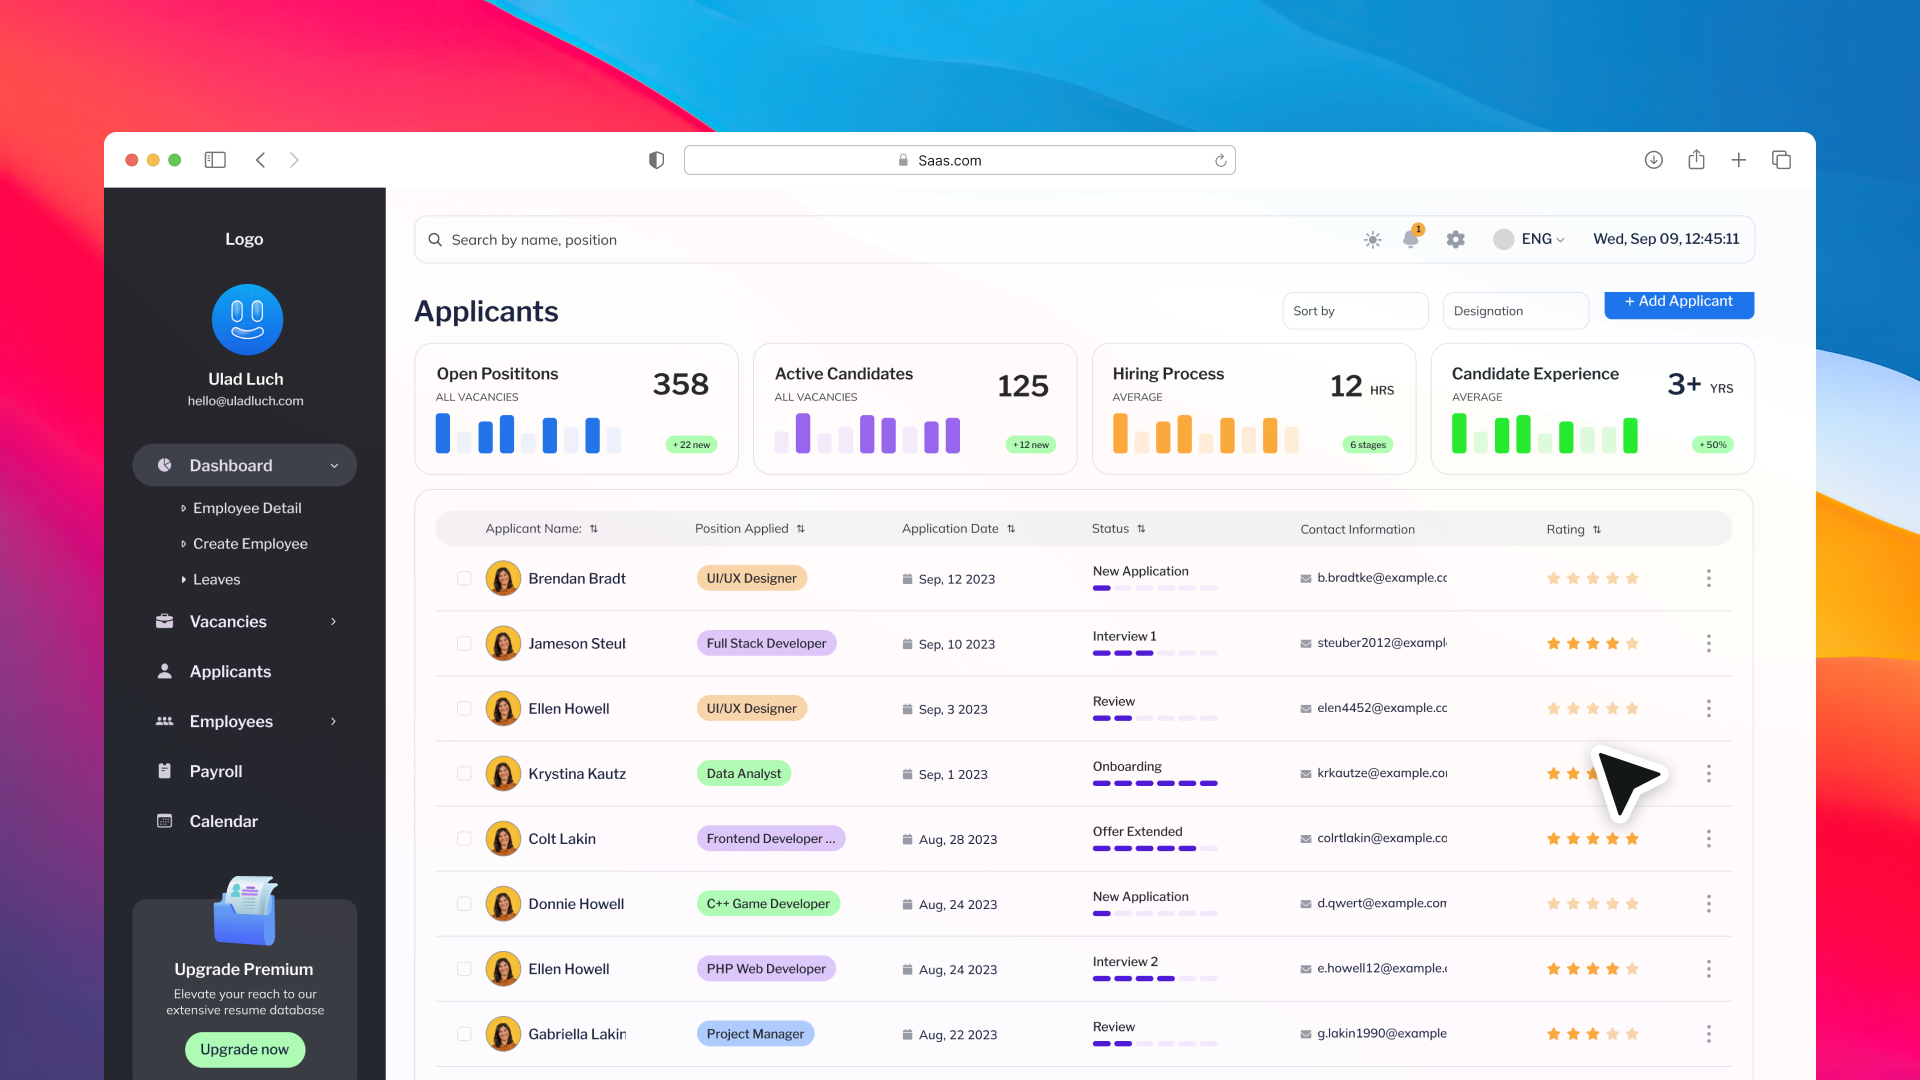 Saas.com
Logo
Ulad Luch
hello@uladluch.com
Dashboard
Employee Detail
Create Employee
Leaves
Vacancies
Applicants
Employees
Payroll
Calendar
Upgrade Premium
Elevate your reach to our
extensive resume database
Upgrade now
Search by name, position
1
ENG
Wed, Sep 09, 12:45:11
Applicants
Sort by
Designation
+ Add Applicant
Open Posititons
ALL VACANCIES
358
+ 22 new
Active Candidates
ALL VACANCIES
125
+ 12 new
Hiring Process
AVERAGE
12 HRS
6 stages
Candidate Experience
AVERAGE
3+ YRS
+ 50%
Applicant Name: Position Applied Application Date Status Contact Information Rating
Brendan Bradt UI/UX Designer Sep, 12 2023 New Application b.bradtke@example.cc
Jameson Steub Full Stack Developer Sep, 10 2023 Interview 1 steuber2012@exampl
Ellen Howell UI/UX Designer Sep, 3 2023 Review elen4452@example.cc
Krystina Kautz Data Analyst Sep, 1 2023 Onboarding krkautze@example.co
Colt Lakin Frontend Developer ... Aug, 28 2023 Offer Extended colrtlakin@example.co
Donnie Howell C++ Game Developer Aug, 24 2023 New Application d.qwert@example.com
Ellen Howell PHP Web Developer Aug, 24 2023 Interview 2 e.howell12@example.
Gabriella Lakin Project Manager Aug, 22 2023 Review g.lakin1990@example